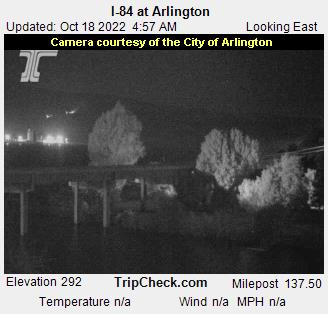 I-84 at Arlington
Updated: Oct 18 2022 4:57 AM Looking East
Camera courtesy of the City of Arlington
Elevation 292 TripCheck.com Milepost 137.50
Temperature n/a Wind n/a MPH n/a